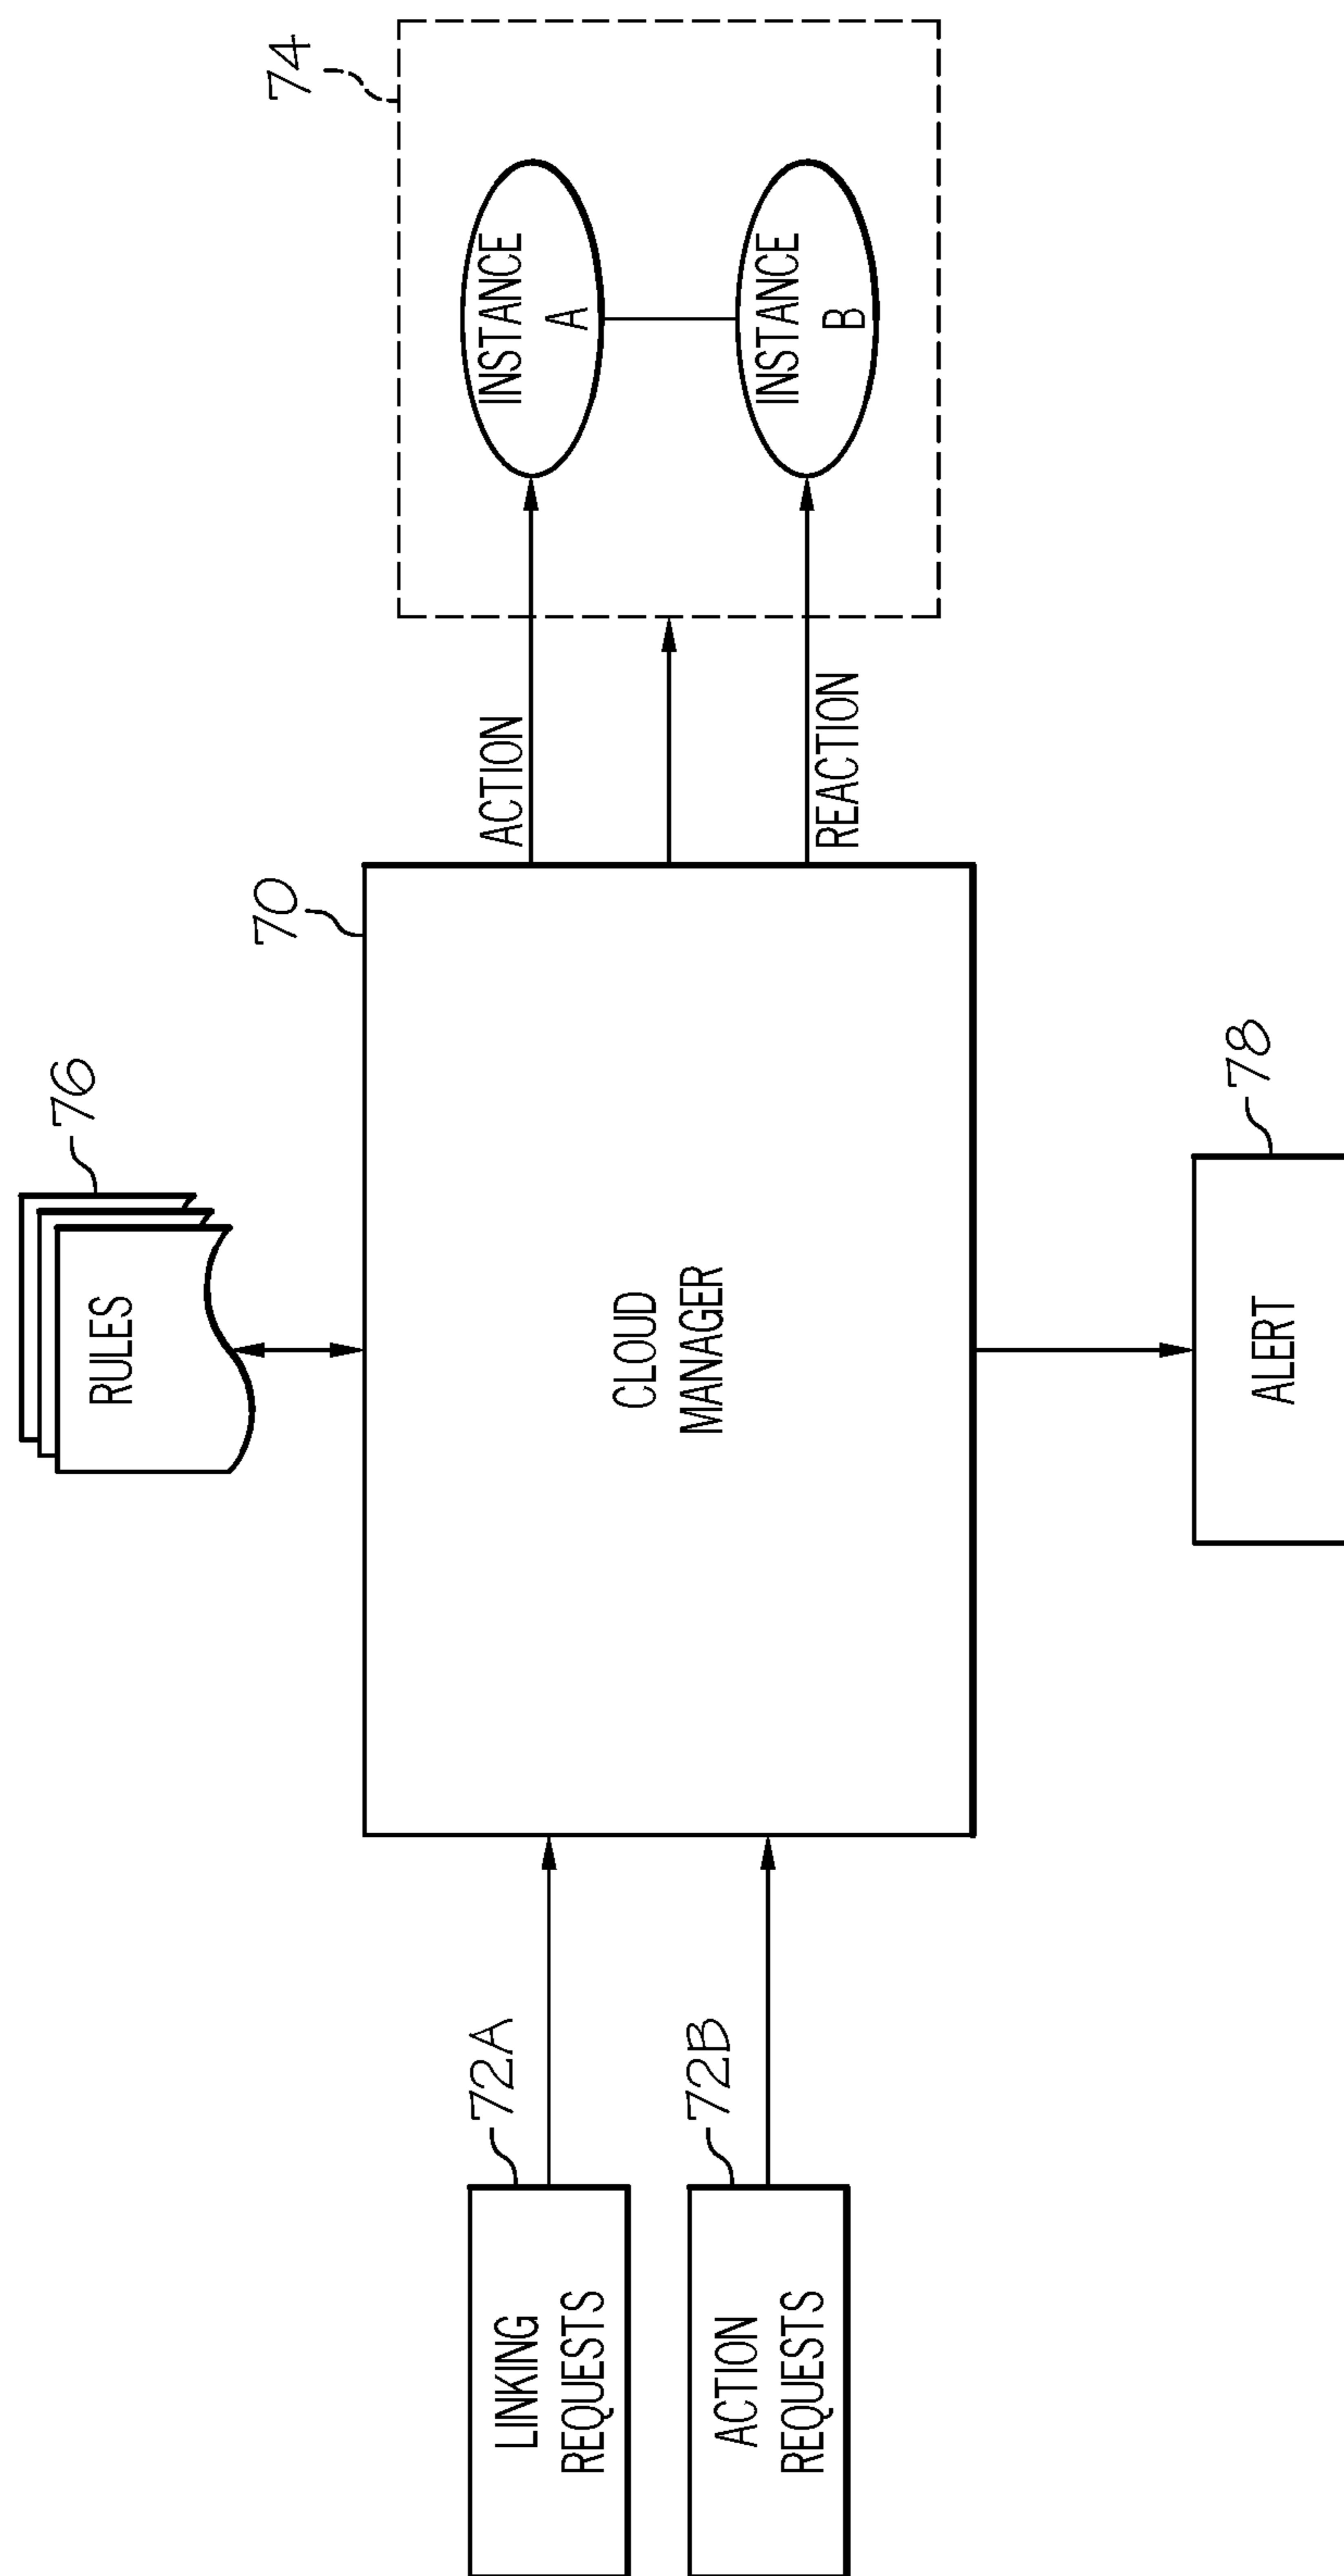 76
RULES
70
74
LINKING
REQUESTS
72A
ACTION
REQUESTS
72B
CLOUD
MANAGER
ACTION
REACTION
INSTANCE
A
INSTANCE
B
ALERT
78